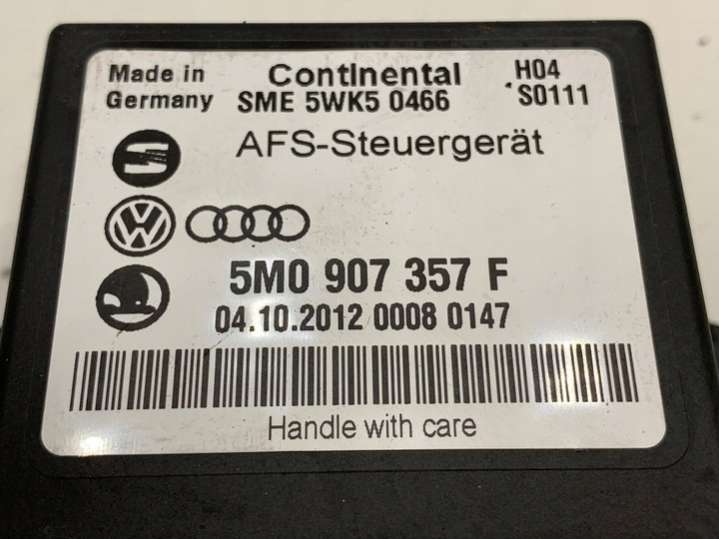 Made in Germany
Continental
SME 5WK5 0466
H04
S0111
AFS-Steuergerät
5M0 907 357 F
04.10.2012 0008 0147
Handle with care